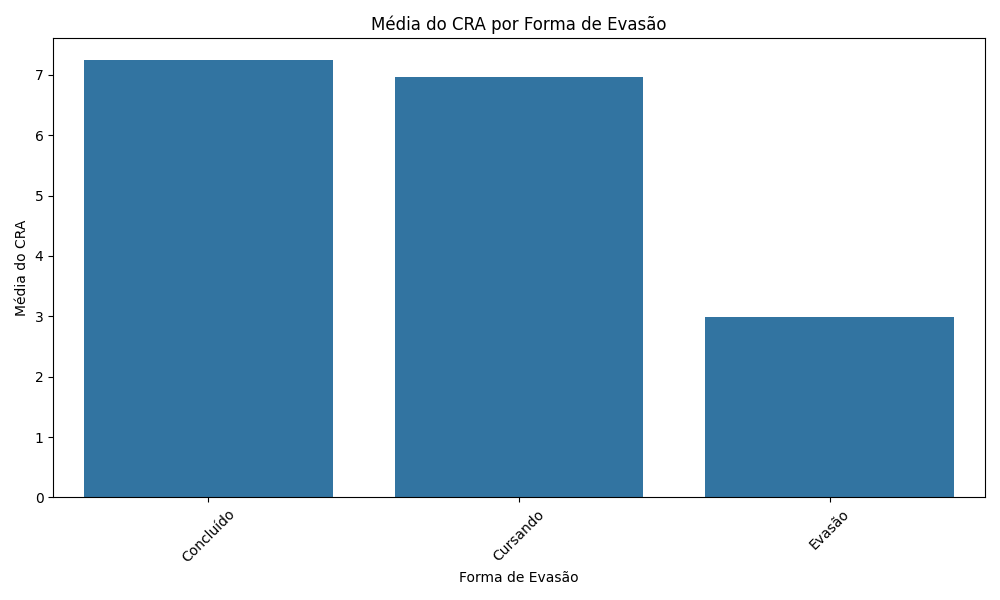 Média do CRA por Forma de Evasão
Média do CRA
7
6
5
4
3
2
1
0
Concluído
Cursando
Evasão
Forma de Evasão